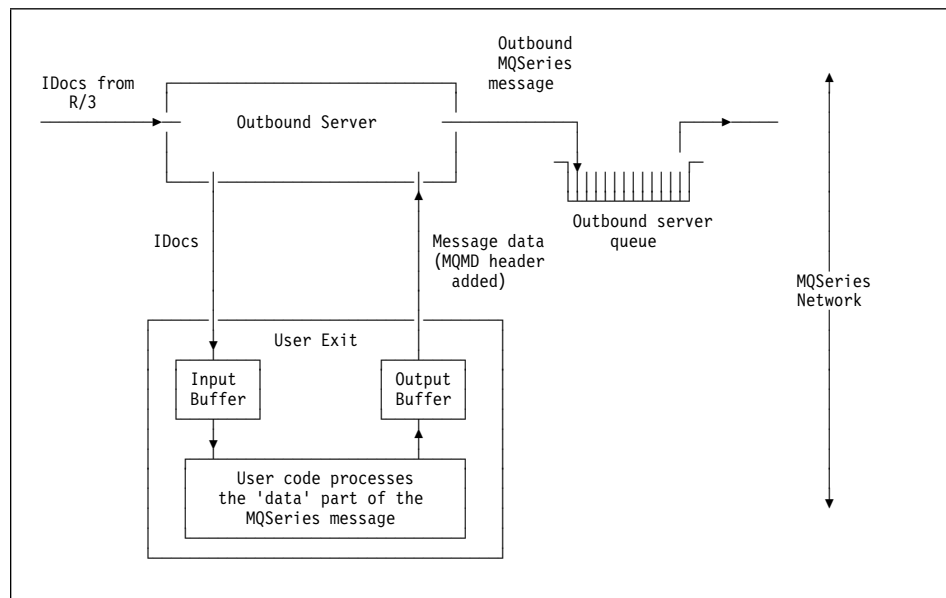 Outbound
MQSeries
message
IDocs from
R/3
Outbound Server
Outbound server
queue
IDocs
Message data
(MQMD header
added)
MQSeries
Network
User Exit
Input
Buffer
Output
Buffer
User code processes
the 'data' part of the
MQSeries message